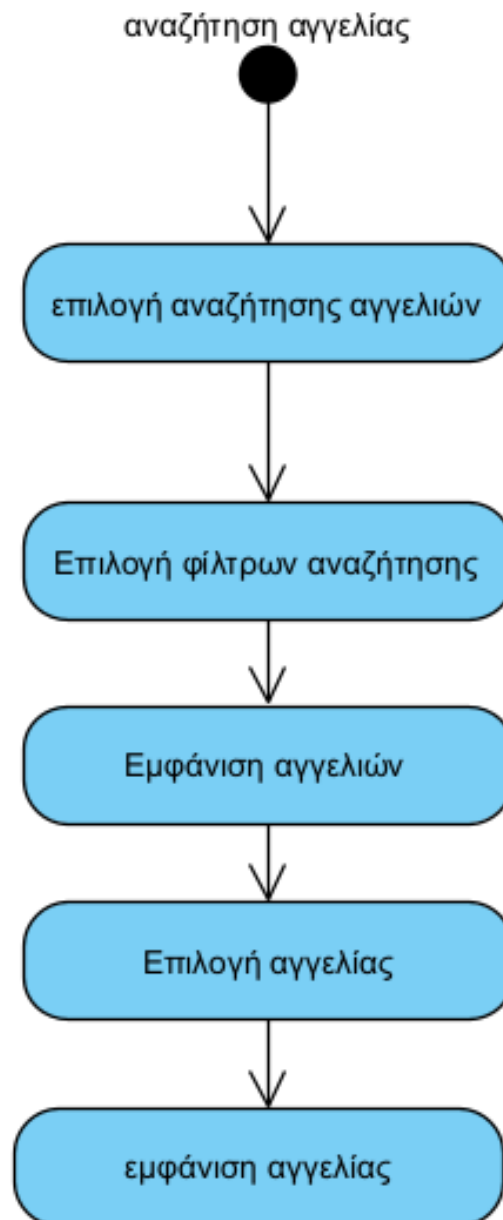 αναζήτηση αγγελίας
επιλογή αναζήτησης αγγελιών
Επιλογή φίλτρων αναζήτησης
Εμφάνιση αγγελιών
Επιλογή αγγελίας
εμφάνιση αγγελίας